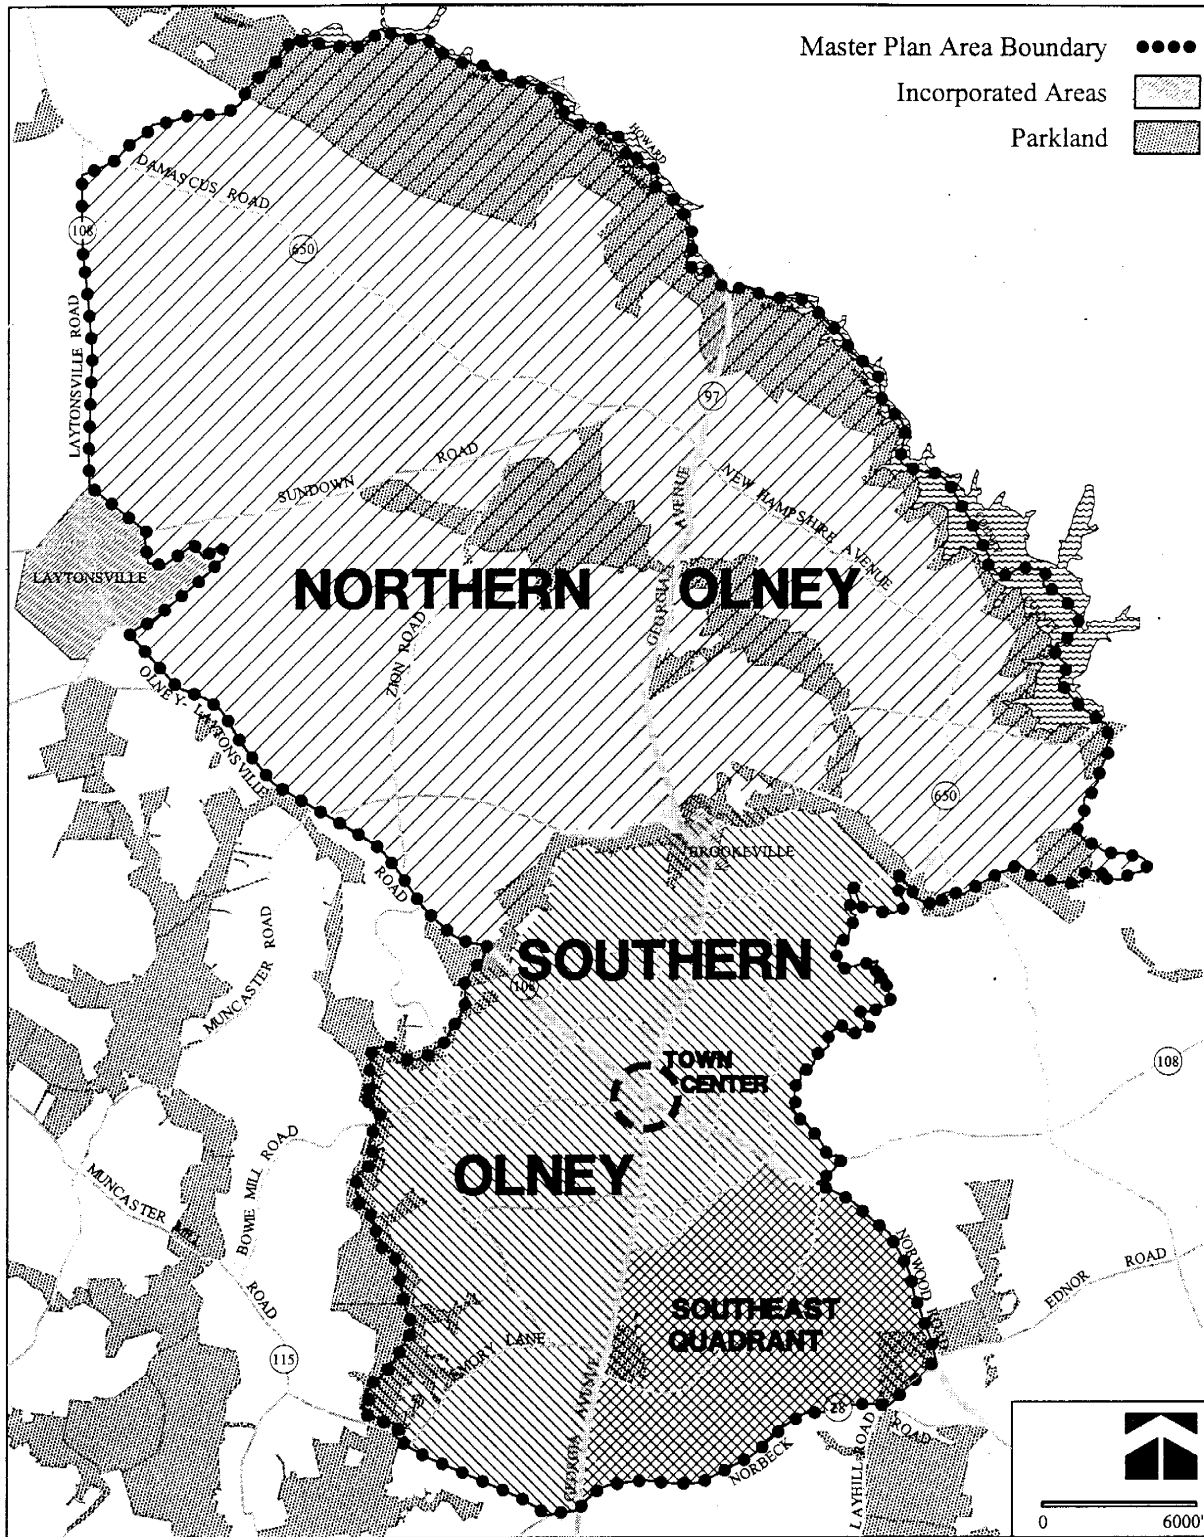 Master Plan Area Boundary
Incorporated Areas
Parkland
HOWARD
DAMASCUS ROAD
108
650
LAYTONSVILLE ROAD
97
SUNDOWN ROAD
NEW HAMPSHIRE AVENUE
GEORGIA AVENUE
LAYTONSVILLE
NORTHERN OLNEY
ZION ROAD
OLNEY-LAYTONSVILLE ROAD
650
BROOKEVILLE
MUNCASTER ROAD
SOUTHERN
108
TOWN
CENTER
108
OLNEY
BOWIE MILL ROAD
MUNCASTER MILL ROAD
NORWOOD ROAD
EDNOR ROAD
SOUTHEAST
QUADRANT
EMORY LANE
115
GEORGIA AVENUE
28
NORBECK ROAD
LAYHILL ROAD
0 6000'